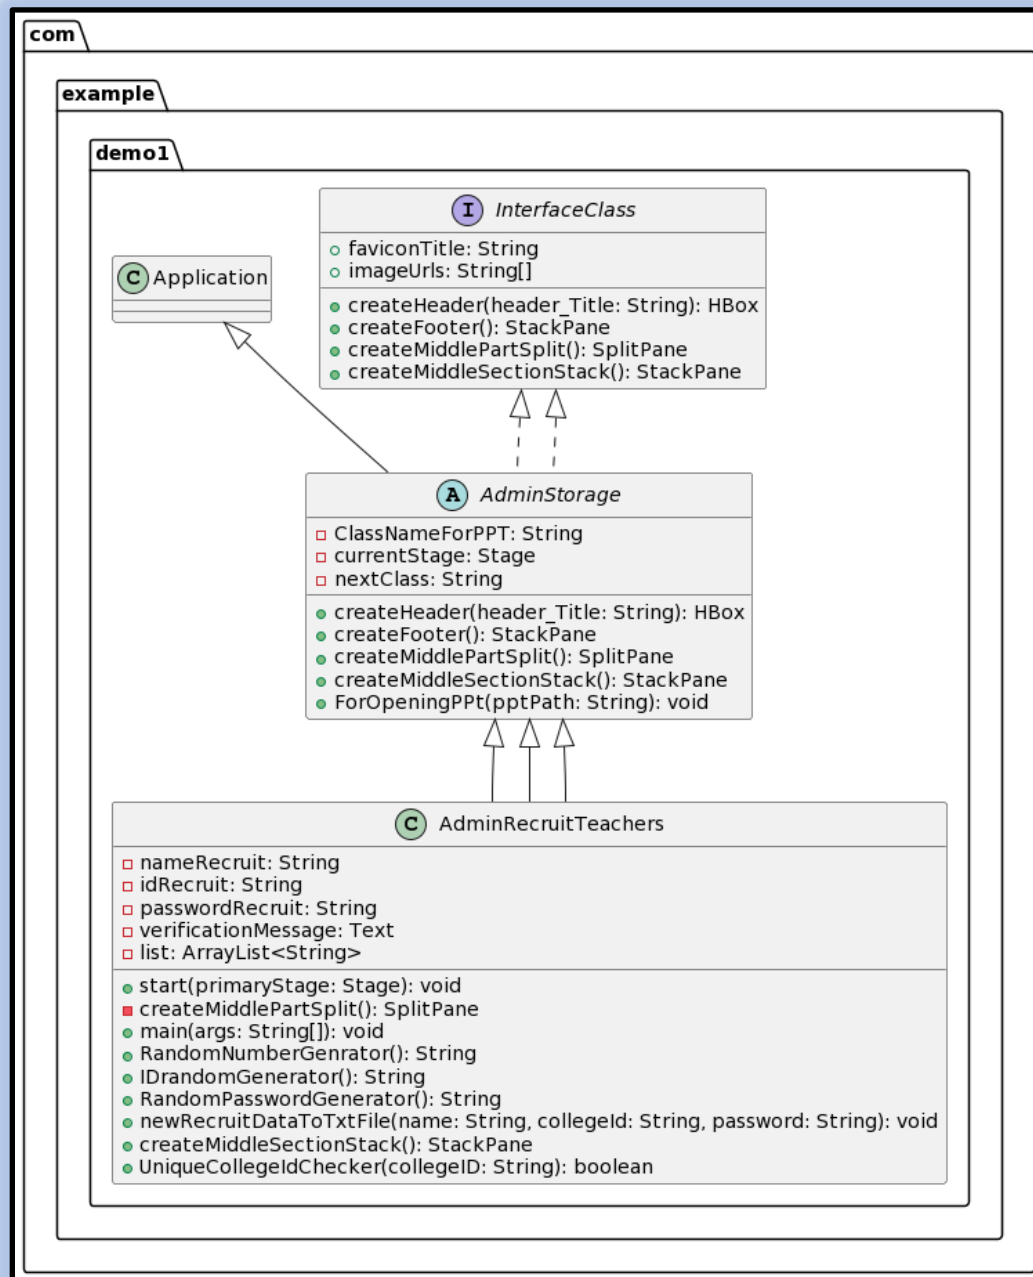 com
example
demo1
I InterfaceClass
faviconTitle: String
imageUrls: String[]
createHeader(header_Title: String): HBox
createFooter(): StackPane
createMiddlePartSplit(): SplitPane
createMiddleSectionStack(): StackPane
C Application
A AdminStorage
ClassNameForPPT: String
currentStage: Stage
nextClass: String
createHeader(header_Title: String): HBox
createFooter(): StackPane
createMiddlePartSplit(): SplitPane
createMiddleSectionStack(): StackPane
ForOpeningPPt(pptPath: String): void
C AdminRecruitTeachers
nameRecruit: String
idRecruit: String
passwordRecruit: String
verificationMessage: Text
list: ArrayList<String>
start(primaryStage: Stage): void
createMiddlePartSplit(): SplitPane
main(args: String[]): void
RandomNumberGenrator(): String
IDrandomGenerator(): String
RandomPasswordGenerator(): String
newRecruitDataToTxtFile(name: String, collegeId: String, password: String): void
createMiddleSectionStack(): StackPane
UniqueCollegeIdChecker(collegeID: String): boolean